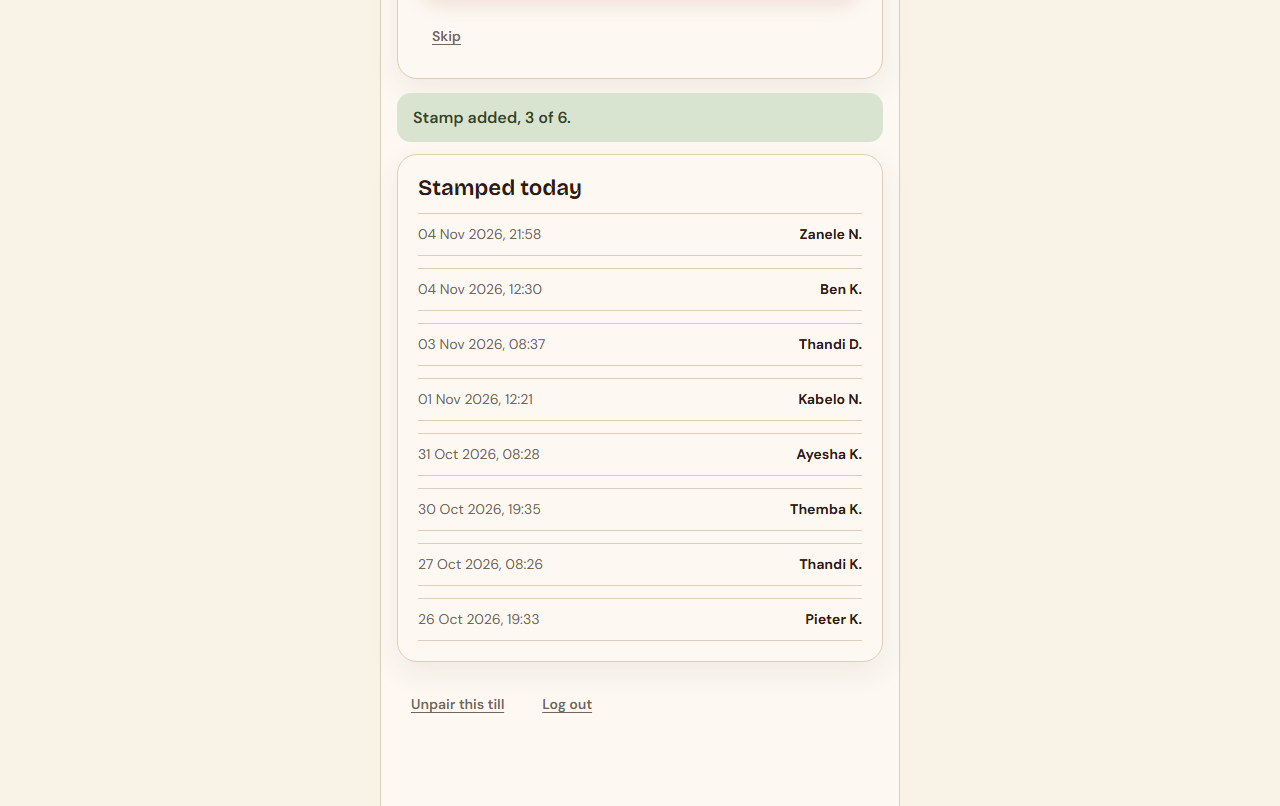 Skip
Stamp added, 3 of 6.
Stamped today
04 Nov 2026, 21:58 Zanele N.
04 Nov 2026, 12:30 Ben K.
03 Nov 2026, 08:37 Thandi D.
01 Nov 2026, 12:21 Kabelo N.
31 Oct 2026, 08:28 Ayesha K.
30 Oct 2026, 19:35 Themba K.
27 Oct 2026, 08:26 Thandi K.
26 Oct 2026, 19:33 Pieter K.
Unpair this till Log out